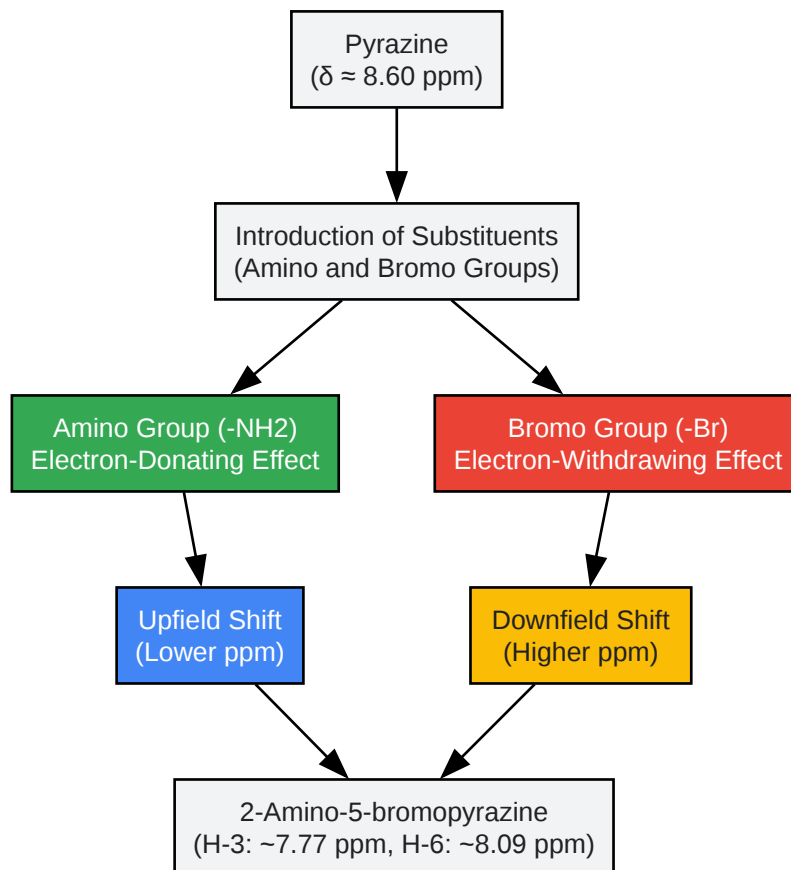 Pyrazine
(δ ≈ 8.60 ppm)
Introduction of Substituents
(Amino and Bromo Groups)
Amino Group (-NH2)
Electron-Donating Effect
Bromo Group (-Br)
Electron-Withdrawing Effect
Upfield Shift
(Lower ppm)
Downfield Shift
(Higher ppm)
2-Amino-5-bromopyrazine
(H-3: ~7.77 ppm, H-6: ~8.09 ppm)